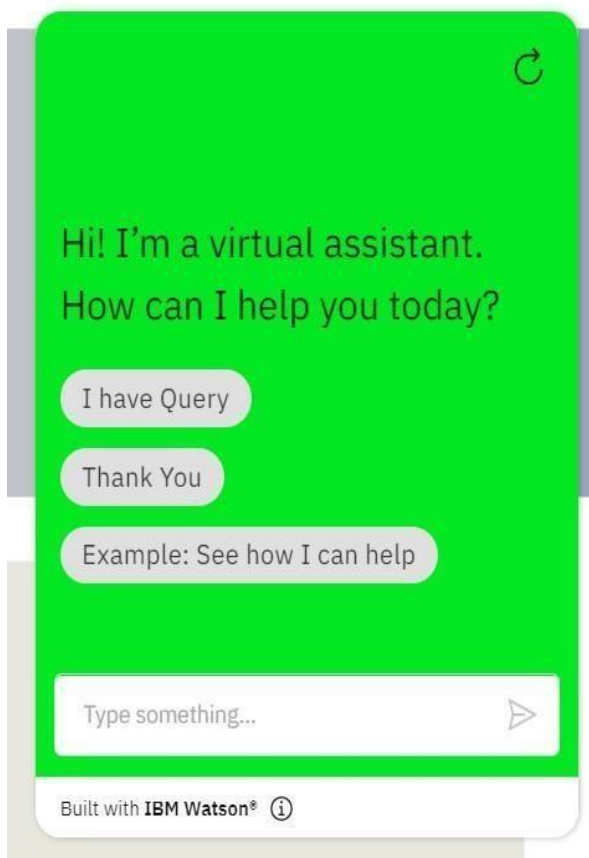 Hi! I’m a virtual assistant.
How can I help you today?
I have Query
Thank You
Example: See how I can help
Type something...
Built with IBM Watson®